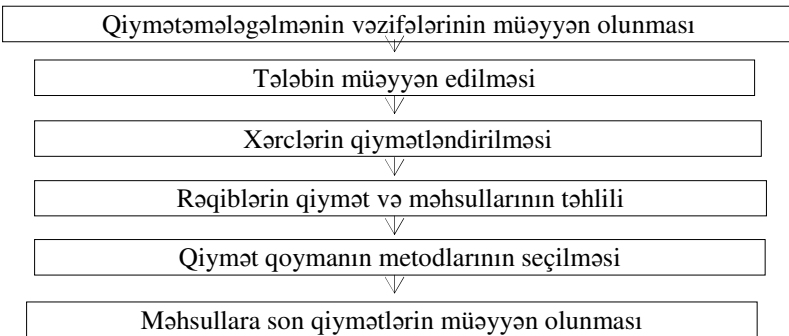 Qiymətəmələgəlmənin vəzifələrinin müəyyən olunması
Tələbin müəyyən edilməsi
Xərclərin qiymətləndirilməsi
Rəqiblərin qiymət və məhsullarının təhlili
Qiymət qoymanın metodlarının seçilməsi
Məhsullara son qiymətlərin müəyyən olunması